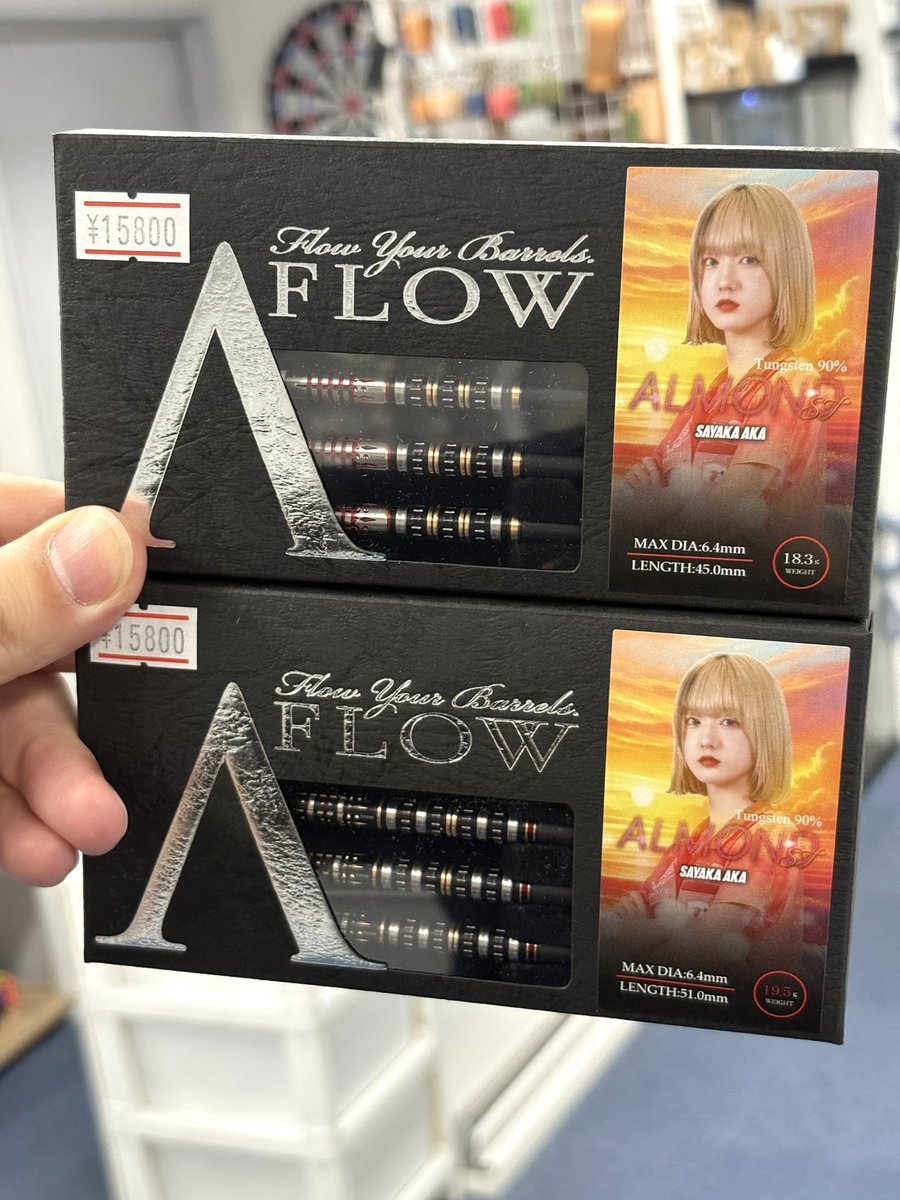 ¥15800
Flow Your Barrels.
FLOW
Tungsten 90%
ALMOND
SF
SAYAKA AKA
MAX DIA:6.4mm
LENGTH:45.0mm
18.3g
WEIGHT
¥15800
Flow Your Barrels.
FLOW
Tungsten 90%
ALMOND
SF
SAYAKA AKA
MAX DIA:6.4mm
LENGTH:51.0mm
19.5g
WEIGHT